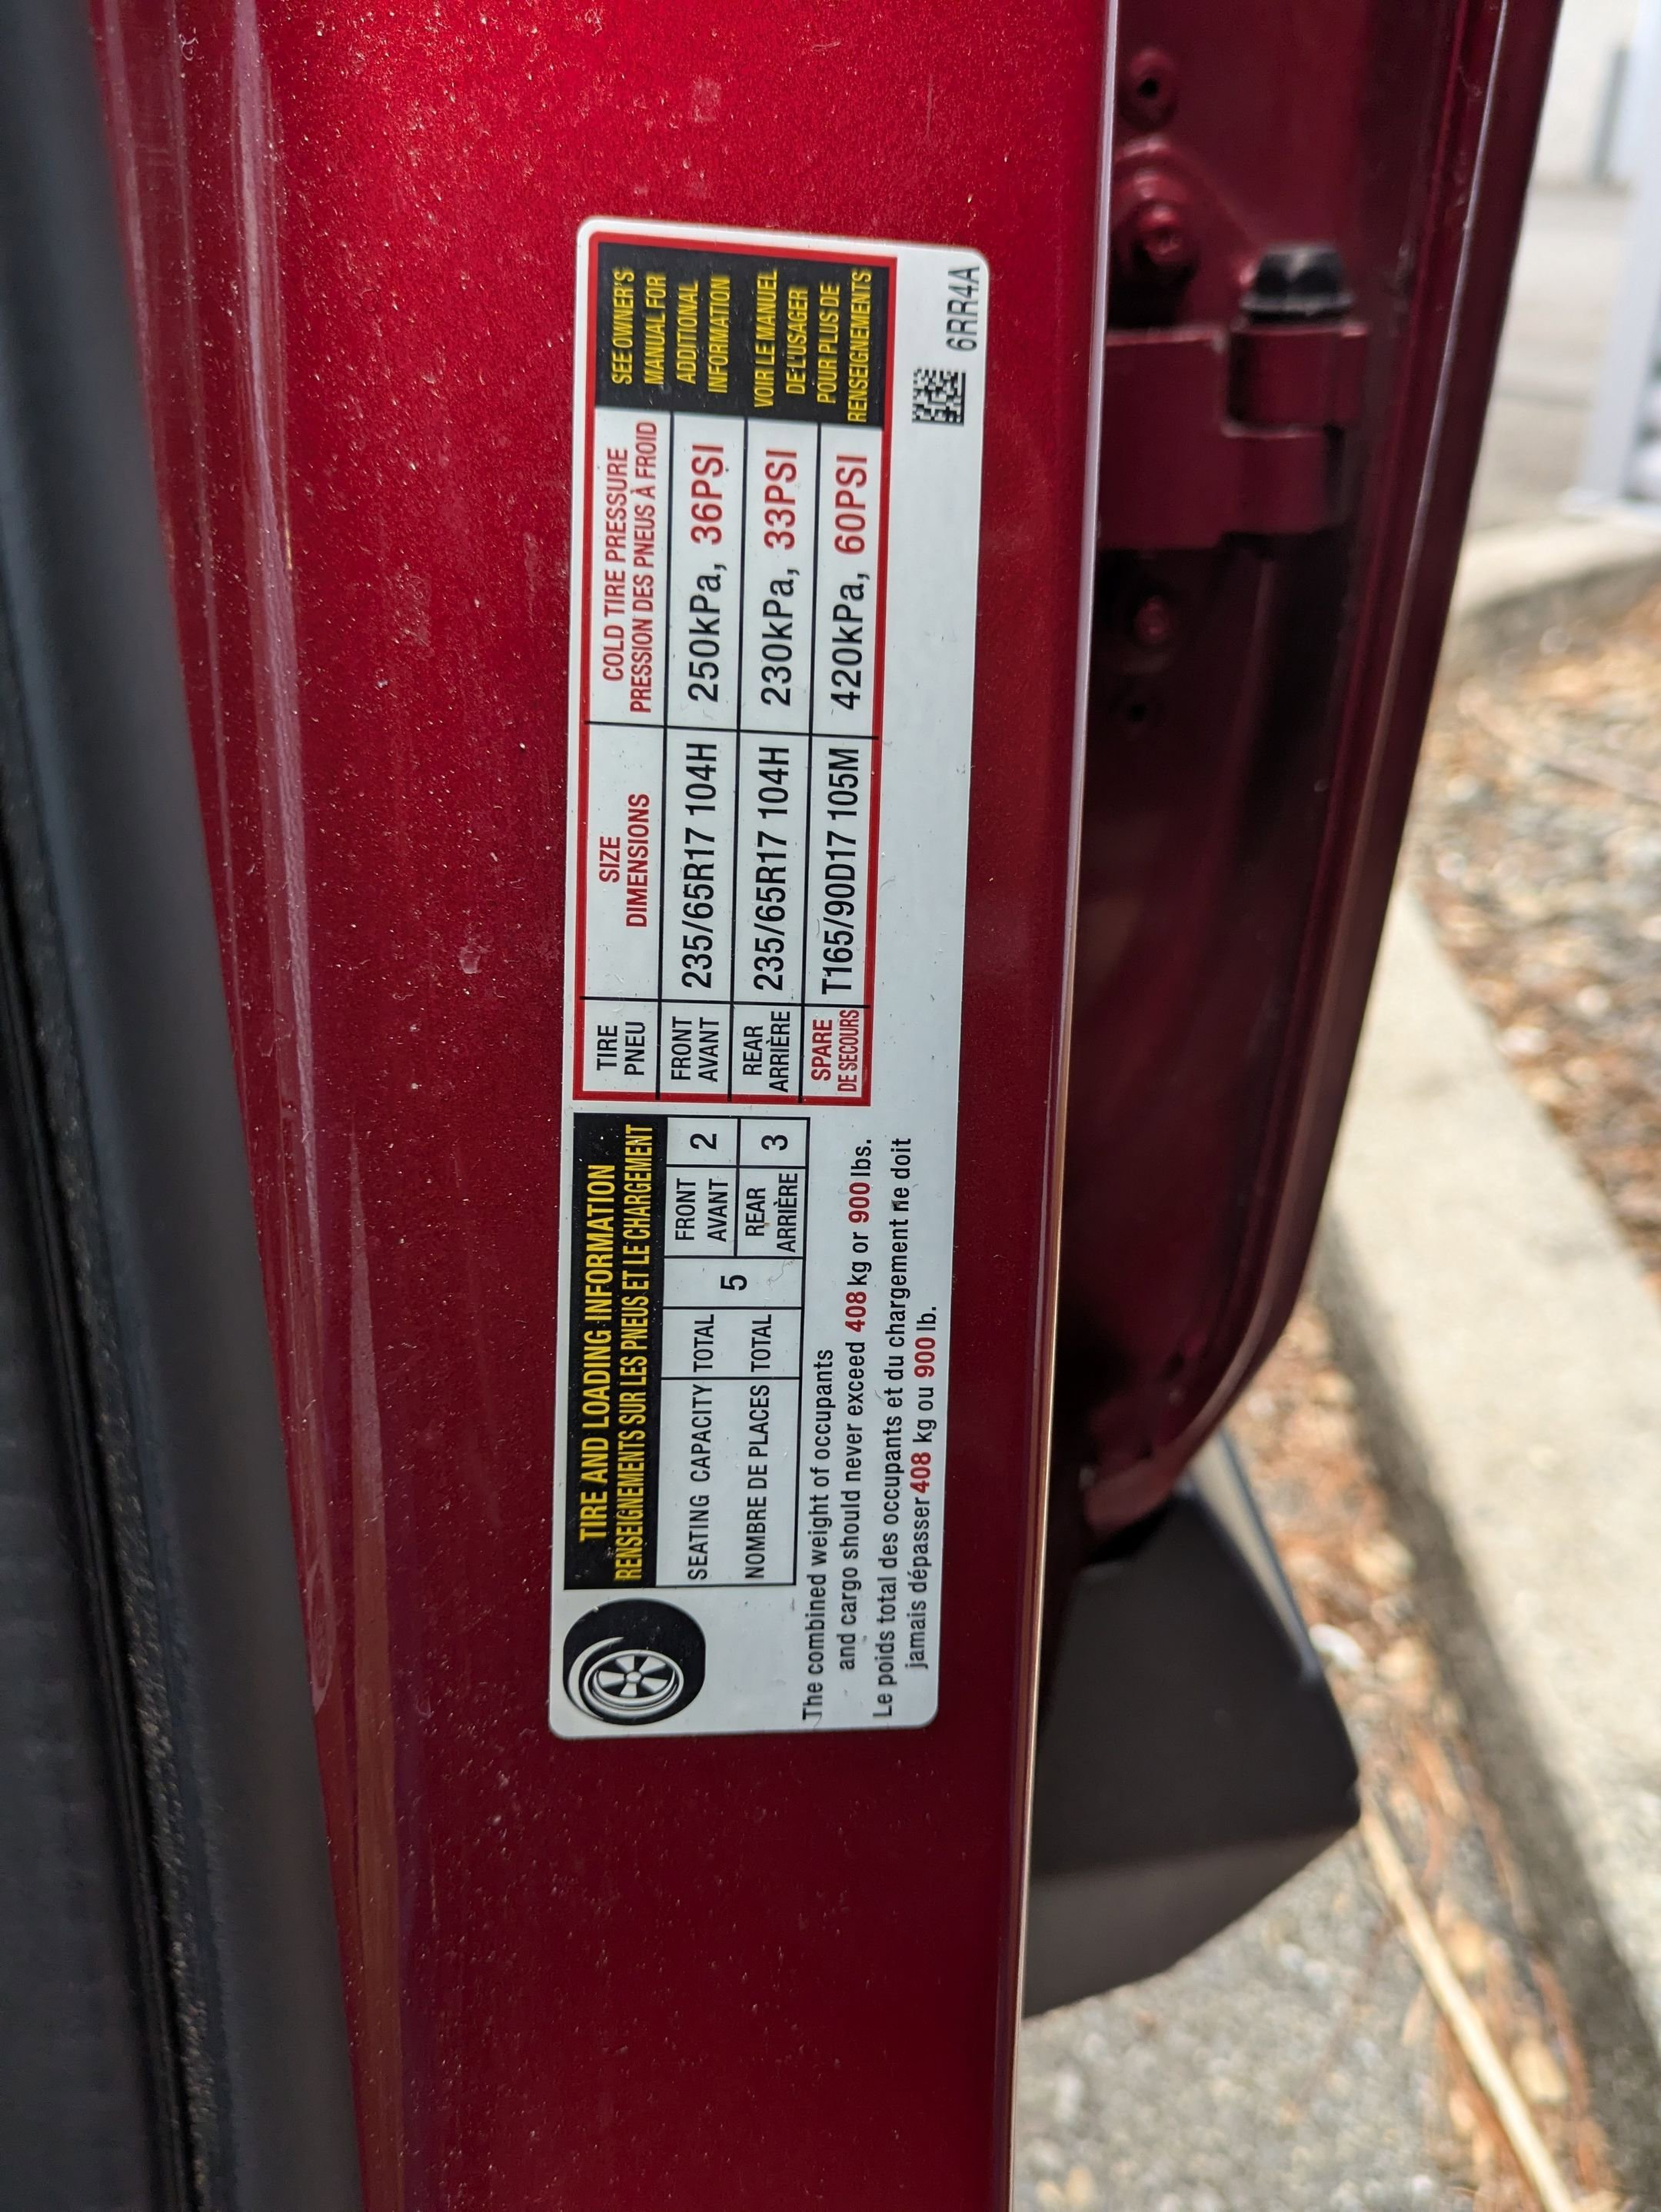 TIRE AND LOADING INFORMATION
RENSEIGNEMENTS SUR LES PNEUS ET LE CHARGEMENT
SEATING CAPACITY TOTAL 5 FRONT AVANT 2
NOMBRE DE PLACES TOTAL REAR ARRIÈRE 3
The combined weight of occupants
and cargo should never exceed 408 kg or 900 lbs.
Le poids total des occupants et du chargement ne doit
jamais dépasser 408 kg ou 900 lb.
TIRE PNEU SIZE DIMENSIONS COLD TIRE PRESSURE PRESSION DES PNEUS À FROID
FRONT AVANT 235/65R17 104H 250kPa, 36PSI
REAR ARRIÈRE 235/65R17 104H 230kPa, 33PSI
SPARE DE SECOURS T165/90D17 105M 420kPa, 60PSI
SEE OWNER'S
MANUAL FOR
ADDITIONAL
INFORMATION
VOIR LE MANUEL
DE L'USAGER
POUR PLUS DE
RENSEIGNEMENTS
6RR4A